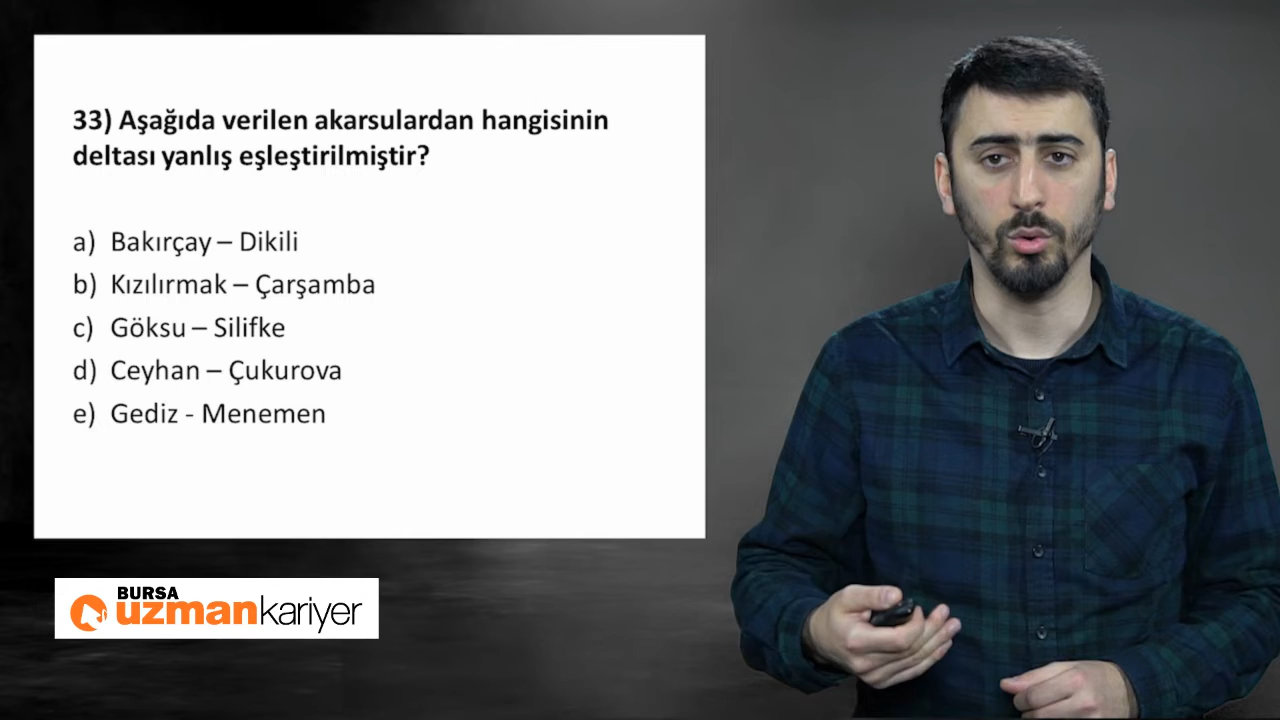 33) Aşağıda verilen akarsulardan hangisinin
deltası yanlış eşleştirilmiştir?
a) Bakırçay – Dikili
b) Kızılırmak – Çarşamba
c) Göksu – Silifke
d) Ceyhan – Çukurova
e) Gediz - Menemen
BURSA
uzmankariyer